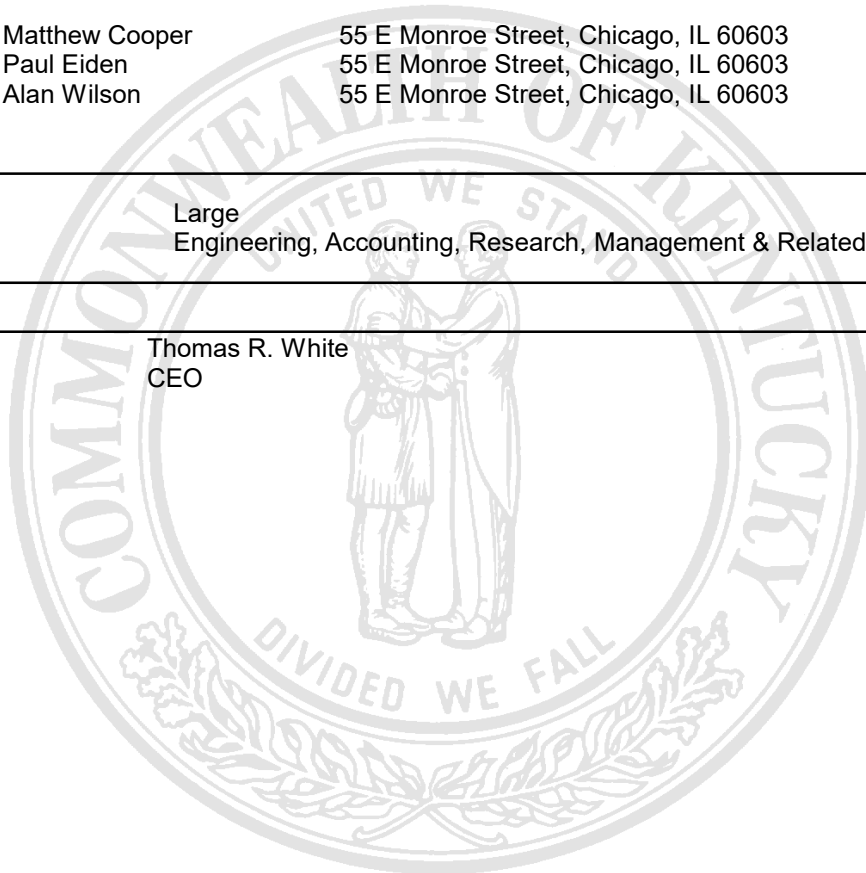 Matthew Cooper 55 E Monroe Street, Chicago, IL 60603
Paul Eiden 55 E Monroe Street, Chicago, IL 60603
Alan Wilson 55 E Monroe Street, Chicago, IL 60603
Large
Engineering, Accounting, Research, Management & Related
Thomas R. White
CEO
COMMONWEALTH OF KENTUCKY
UNITED WE STAND
DIVIDED WE FALL